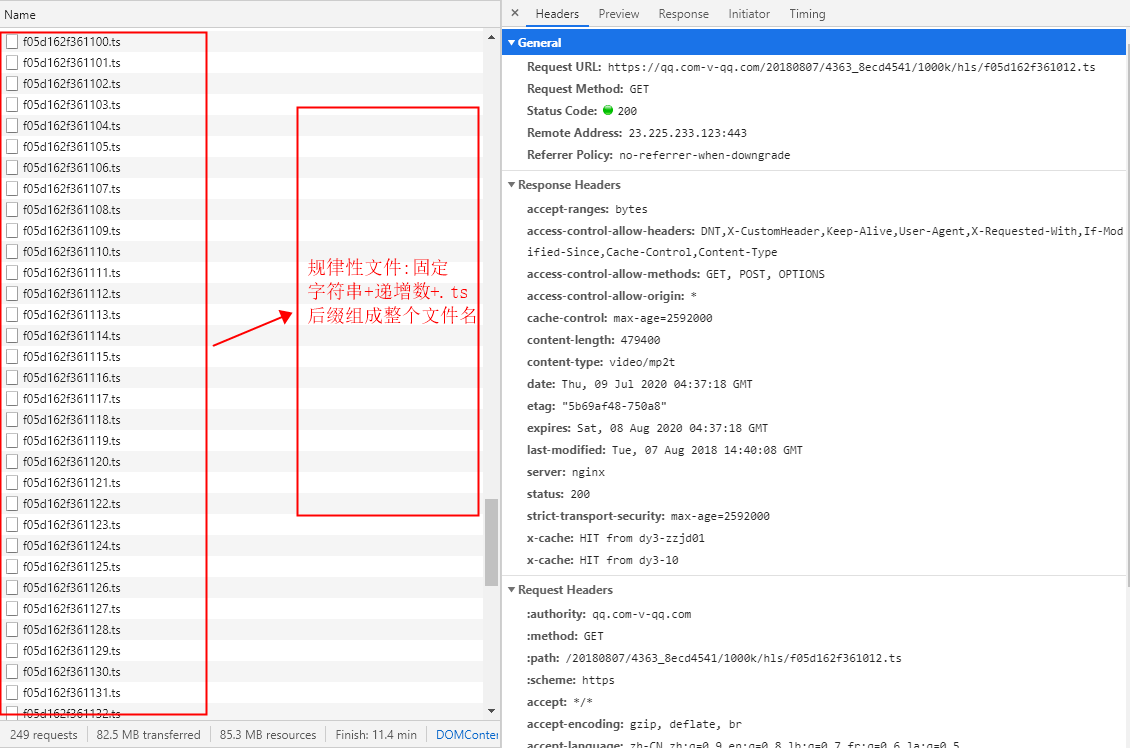 Name
f05d162f361100.ts
f05d162f361101.ts
f05d162f361102.ts
f05d162f361103.ts
f05d162f361104.ts
f05d162f361105.ts
f05d162f361106.ts
f05d162f361107.ts
f05d162f361108.ts
f05d162f361109.ts
f05d162f361110.ts
f05d162f361111.ts
f05d162f361112.ts
f05d162f361113.ts
f05d162f361114.ts
f05d162f361115.ts
f05d162f361116.ts
f05d162f361117.ts
f05d162f361118.ts
f05d162f361119.ts
f05d162f361120.ts
f05d162f361121.ts
f05d162f361122.ts
f05d162f361123.ts
f05d162f361124.ts
f05d162f361125.ts
f05d162f361126.ts
f05d162f361127.ts
f05d162f361128.ts
f05d162f361129.ts
f05d162f361130.ts
f05d162f361131.ts
f05d162f361132.ts
规律性文件:固定
字符串+递增数+.ts
后缀组成整个文件名
249 requests 82.5 MB transferred 85.3 MB resources Finish: 11.4 min DOMConten
× Headers Preview Response Initiator Timing
General
Request URL: https://qq.com-v-qq.com/20180807/4363_8ecd4541/1000k/hls/f05d162f361012.ts
Request Method: GET
Status Code: 200
Remote Address: 23.225.233.123:443
Referrer Policy: no-referrer-when-downgrade
Response Headers
accept-ranges: bytes
access-control-allow-headers: DNT,X-CustomHeader,Keep-Alive,User-Agent,X-Requested-With,If-Mod
ified-Since,Cache-Control,Content-Type
access-control-allow-methods: GET, POST, OPTIONS
access-control-allow-origin: *
cache-control: max-age=2592000
content-length: 479400
content-type: video/mp2t
date: Thu, 09 Jul 2020 04:37:18 GMT
etag: "5b69af48-750a8"
expires: Sat, 08 Aug 2020 04:37:18 GMT
last-modified: Tue, 07 Aug 2018 14:40:08 GMT
server: nginx
status: 200
strict-transport-security: max-age=2592000
x-cache: HIT from dy3-zzjd01
x-cache: HIT from dy3-10
Request Headers
:authority: qq.com-v-qq.com
:method: GET
:path: /20180807/4363_8ecd4541/1000k/hls/f05d162f361012.ts
:scheme: https
accept: */*
accept-encoding: gzip, deflate, br
accept-language: zh-CN,zh;q=0.9,en;q=0.8,lb;q=0.7,fr;q=0.6,la;q=0.5